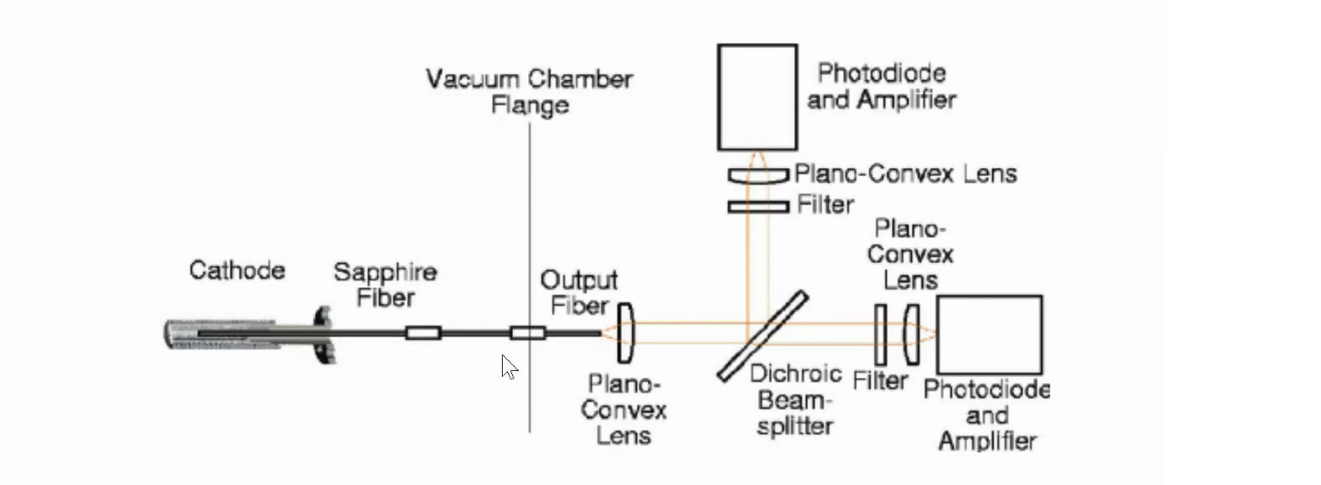 Vacuum Chamber
Flange
Photodiode
and Amplifier
Plano-Convex Lens
Filter
Plano-
Convex
Lens
Cathode
Sapphire
Fiber
Output
Fiber
Plano-
Convex
Lens
Dichroic
Beam-
splitter
Filter
Photodiode
and
Amplifier